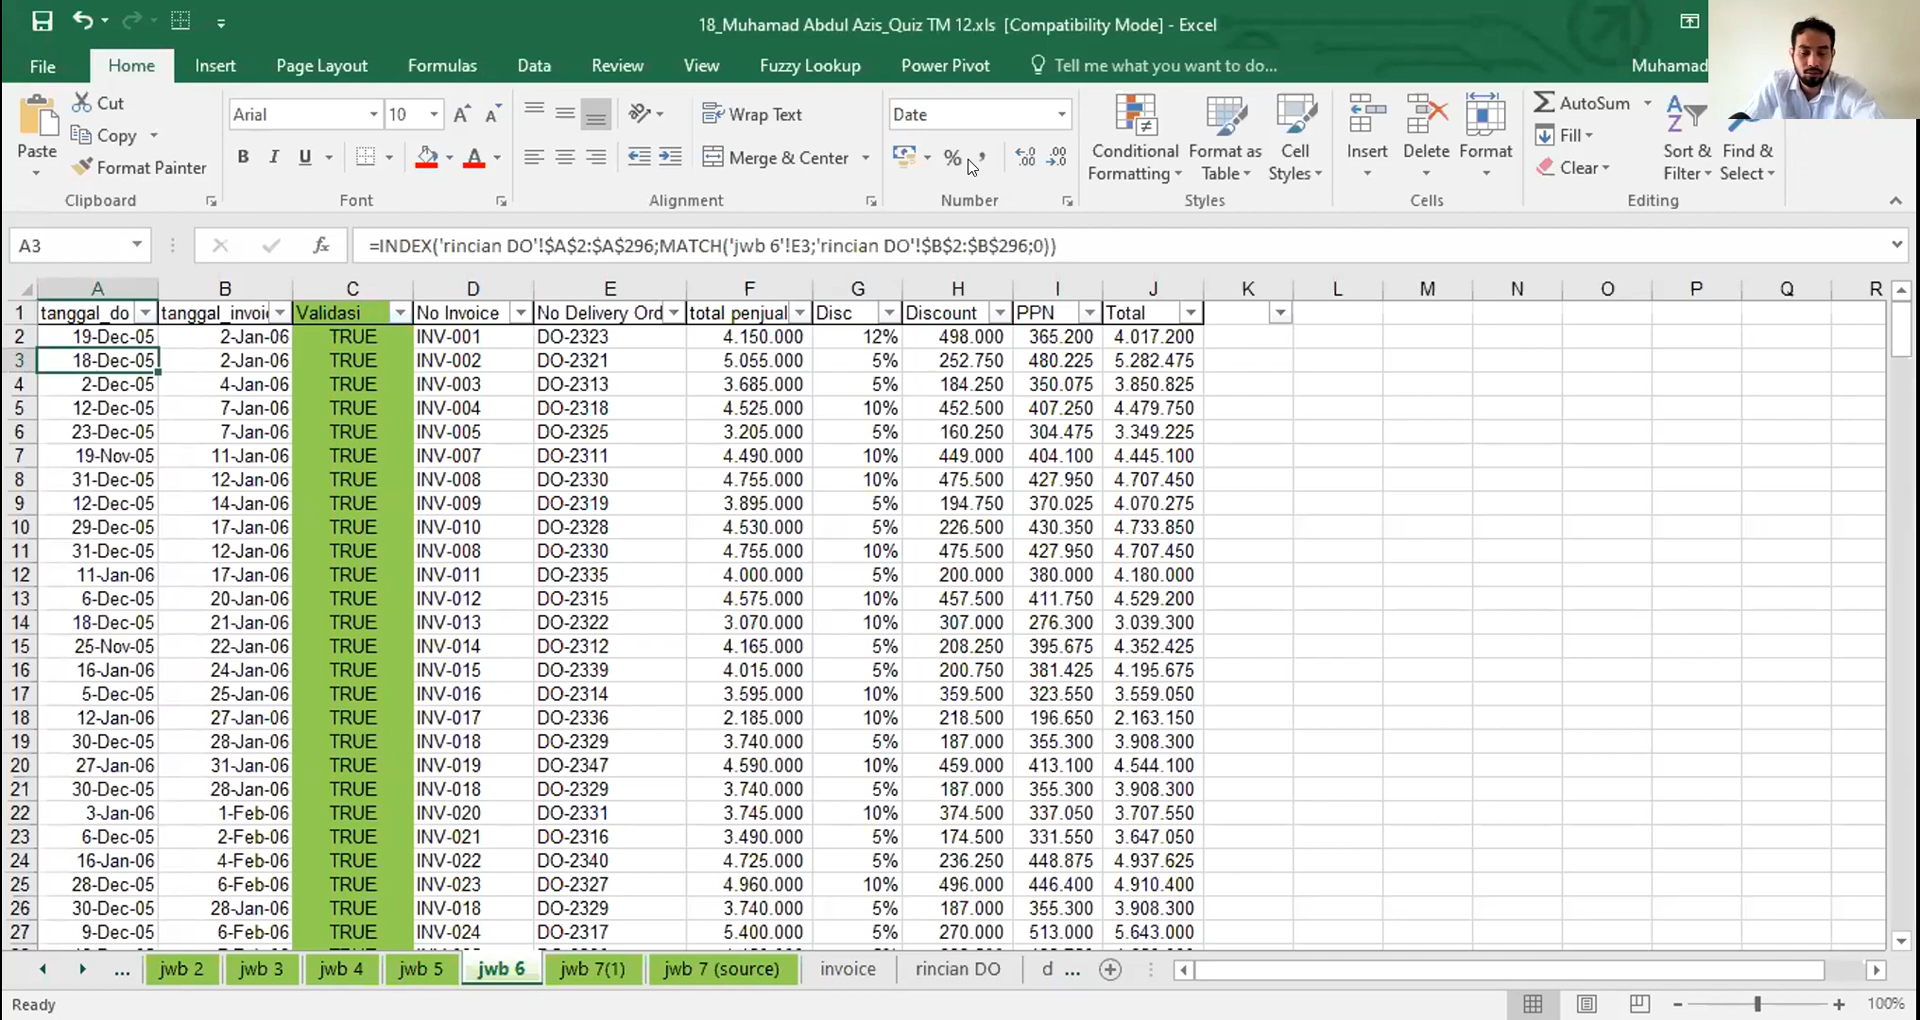 18_Muhamad Abdul Azis_Quiz TM 12.xls [Compatibility Mode] - Excel
File Home Insert Page Layout Formulas Data Review View Fuzzy Lookup Power Pivot Tell me what you want to do... Muhamad
Paste Cut Copy Format Painter Clipboard
Arial 10 B I U Font
Wrap Text Merge & Center Alignment
Date % Number
Conditional Formatting Format as Table Cell Styles Styles
Insert Delete Format Cells
AutoSum Fill Clear Sort & Filter Find & Select Editing
A3 fx =INDEX('rincian DO'!$A$2:$A$296;MATCH('jwb 6'!E3;'rincian DO'!$B$2:$B$296;0))
A B C D E F G H I J K L M N O P Q R
1 tanggal_do tanggal_invoi Validasi No Invoice No Delivery Ord total penjual Disc Discount PPN Total
2 19-Dec-05 2-Jan-06 TRUE INV-001 DO-2323 4.150.000 12% 498.000 365.200 4.017.200
3 18-Dec-05 2-Jan-06 TRUE INV-002 DO-2321 5.055.000 5% 252.750 480.225 5.282.475
4 2-Dec-05 4-Jan-06 TRUE INV-003 DO-2313 3.685.000 5% 184.250 350.075 3.850.825
5 12-Dec-05 7-Jan-06 TRUE INV-004 DO-2318 4.525.000 10% 452.500 407.250 4.479.750
6 23-Dec-05 7-Jan-06 TRUE INV-005 DO-2325 3.205.000 5% 160.250 304.475 3.349.225
7 19-Nov-05 11-Jan-06 TRUE INV-007 DO-2311 4.490.000 10% 449.000 404.100 4.445.100
8 31-Dec-05 12-Jan-06 TRUE INV-008 DO-2330 4.755.000 10% 475.500 427.950 4.707.450
9 12-Dec-05 14-Jan-06 TRUE INV-009 DO-2319 3.895.000 5% 194.750 370.025 4.070.275
10 29-Dec-05 17-Jan-06 TRUE INV-010 DO-2328 4.530.000 5% 226.500 430.350 4.733.850
11 31-Dec-05 12-Jan-06 TRUE INV-008 DO-2330 4.755.000 10% 475.500 427.950 4.707.450
12 11-Jan-06 17-Jan-06 TRUE INV-011 DO-2335 4.000.000 5% 200.000 380.000 4.180.000
13 6-Dec-05 20-Jan-06 TRUE INV-012 DO-2315 4.575.000 10% 457.500 411.750 4.529.200
14 18-Dec-05 21-Jan-06 TRUE INV-013 DO-2322 3.070.000 10% 307.000 276.300 3.039.300
15 25-Nov-05 22-Jan-06 TRUE INV-014 DO-2312 4.165.000 5% 208.250 395.675 4.352.425
16 16-Jan-06 24-Jan-06 TRUE INV-015 DO-2339 4.015.000 5% 200.750 381.425 4.195.675
17 5-Dec-05 25-Jan-06 TRUE INV-016 DO-2314 3.595.000 10% 359.500 323.550 3.559.050
18 12-Jan-06 27-Jan-06 TRUE INV-017 DO-2336 2.185.000 10% 218.500 196.650 2.163.150
19 30-Dec-05 28-Jan-06 TRUE INV-018 DO-2329 3.740.000 5% 187.000 355.300 3.908.300
20 27-Jan-06 31-Jan-06 TRUE INV-019 DO-2347 4.590.000 10% 459.000 413.100 4.544.100
21 30-Dec-05 28-Jan-06 TRUE INV-018 DO-2329 3.740.000 5% 187.000 355.300 3.908.300
22 3-Jan-06 1-Feb-06 TRUE INV-020 DO-2331 3.745.000 10% 374.500 337.050 3.707.550
23 6-Dec-05 2-Feb-06 TRUE INV-021 DO-2316 3.490.000 5% 174.500 331.550 3.647.050
24 16-Jan-06 4-Feb-06 TRUE INV-022 DO-2340 4.725.000 5% 236.250 448.875 4.937.625
25 28-Dec-05 6-Feb-06 TRUE INV-023 DO-2327 4.960.000 10% 496.000 446.400 4.910.400
26 30-Dec-05 28-Jan-06 TRUE INV-018 DO-2329 3.740.000 5% 187.000 355.300 3.908.300
27 9-Dec-05 6-Feb-06 TRUE INV-024 DO-2317 5.400.000 5% 270.000 513.000 5.643.000
... jwb 2 jwb 3 jwb 4 jwb 5 jwb 6 jwb 7(1) jwb 7 (source) invoice rincian DO d ...
Ready 100%